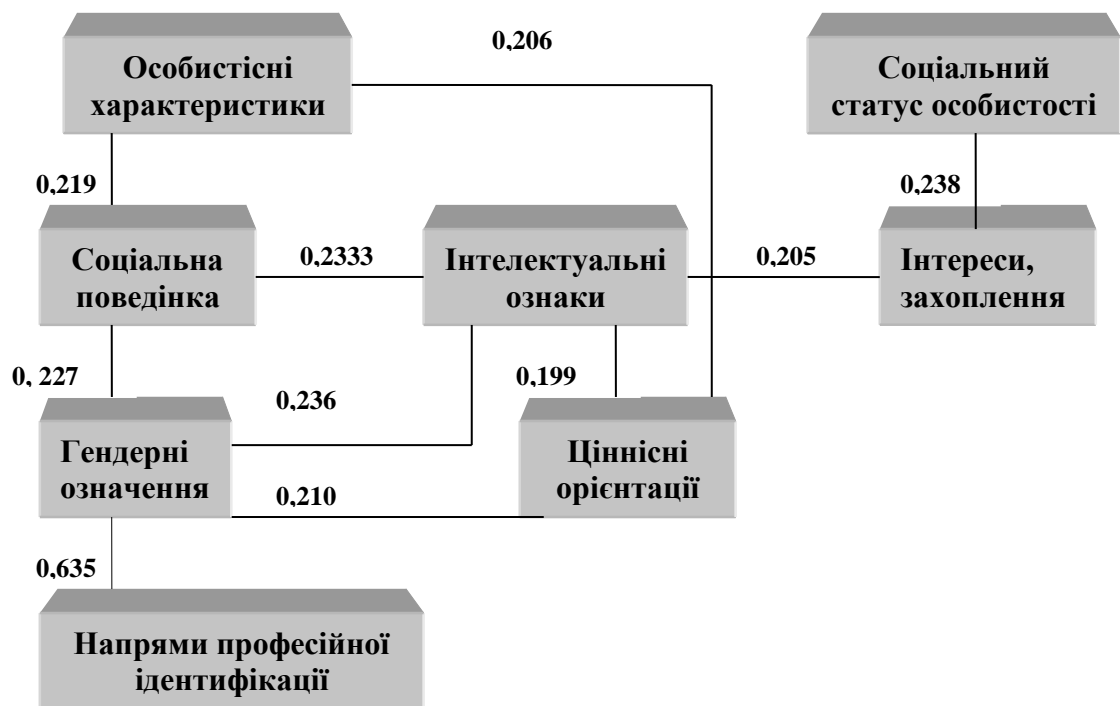 0,206
Особистісні
характеристики
Соціальний
статус особистості
0,219
0,238
Соціальна
поведінка
0,2333
Інтелектуальні
ознаки
0,205
Інтереси,
захоплення
0, 227
0,236
0,199
Гендерні
означення
0,210
Ціннісні
орієнтації
0,635
Напрями професійної
ідентифікації